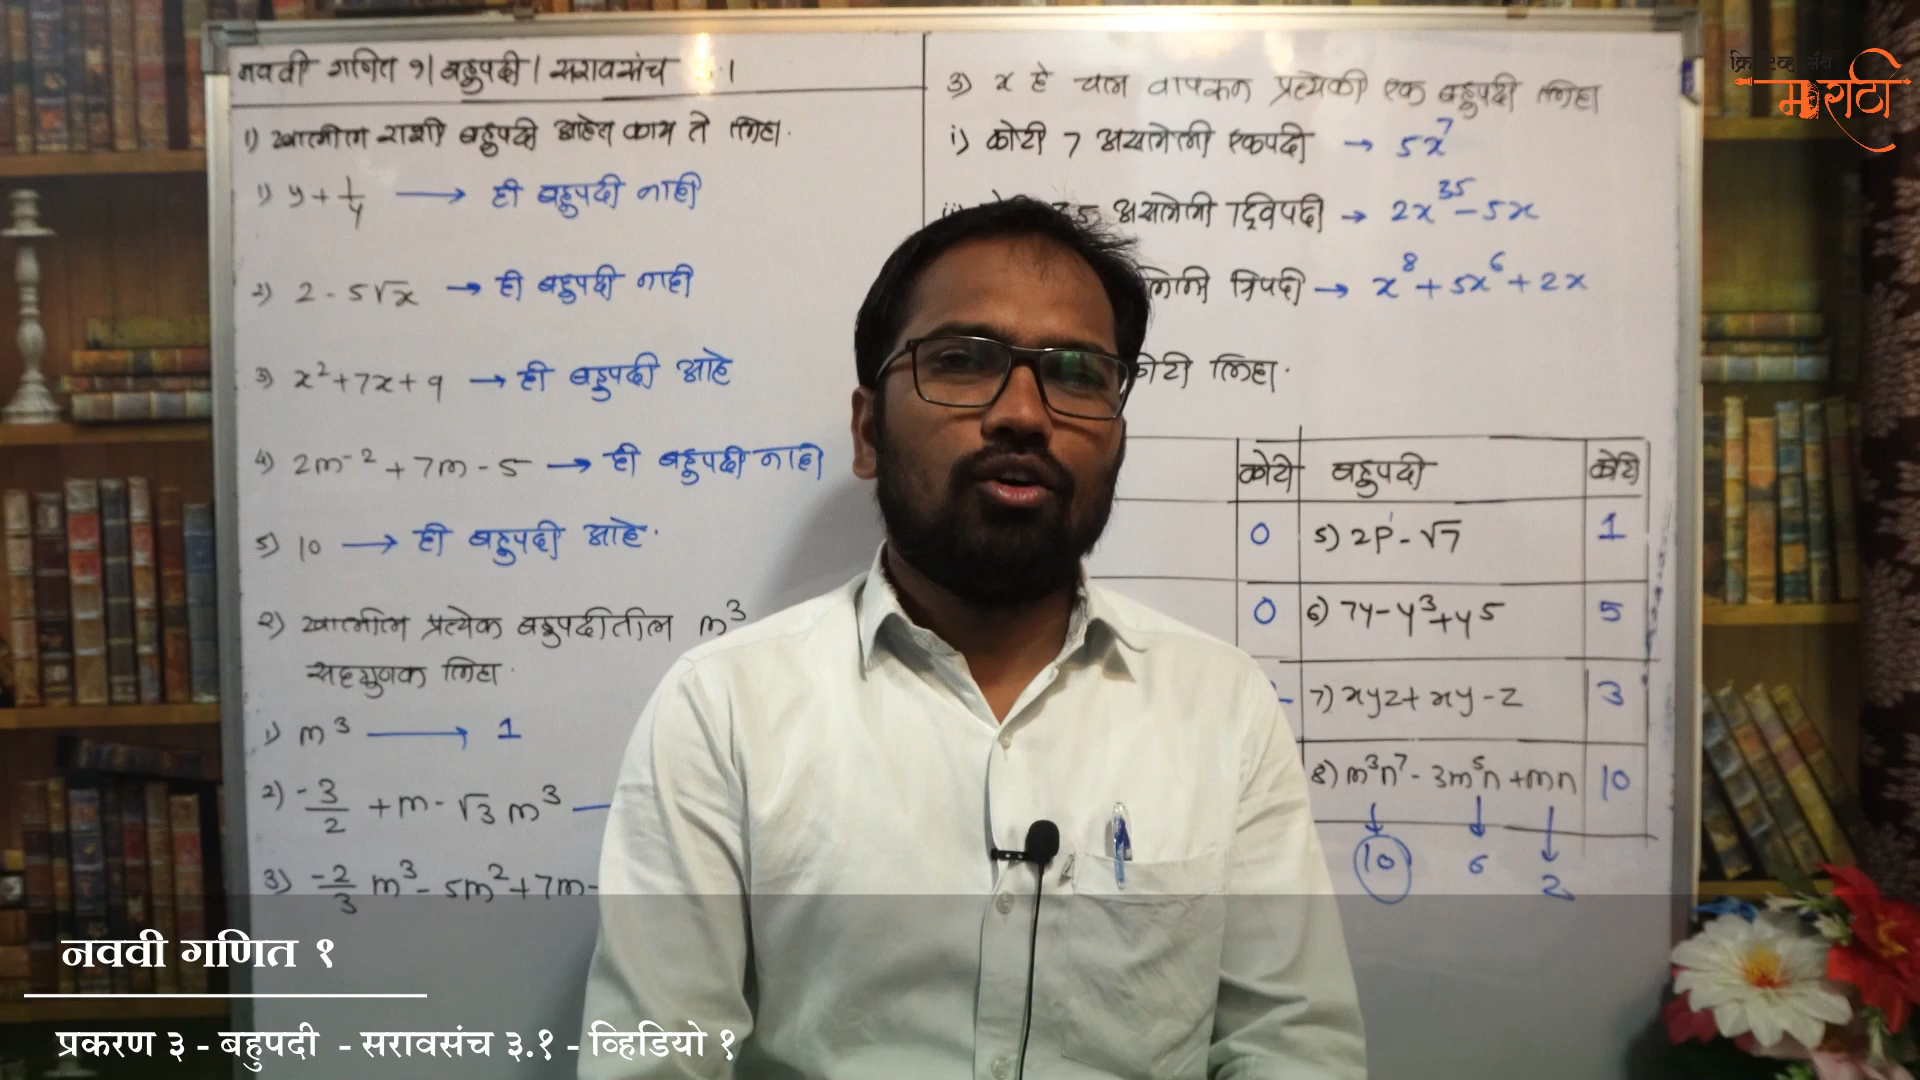 नववी गणित १ | बहुपदी | सरावसंच 3.1
1) खालील राशी बहुपदी आहेत काय ते लिहा.
1) y + 1/y → ही बहुपदी नाही
2) 2 - 5√x → ही बहुपदी नाही
3) x² + 7x + 9 → ही बहुपदी आहे
4) 2m⁻² + 7m - 5 → ही बहुपदी नाही
5) 10 → ही बहुपदी आहे.
2) खालील प्रत्येक बहुपदीतील m³
सहगुणक लिहा.
1) m³ → 1
2) -3/2 + m - √3 m³
3) -2/3 m³ - 5m² + 7m -
3) x हे चल वापरून प्रत्येकी एक बहुपदी लिहा
i) कोटी 7 असलेली एकपदी → 5x⁷
35 असलेली द्विपदी → 2x³⁵ - 5x
त्रिपदी → x⁸ + 5x⁶ + 2x
कोटी लिहा.
कोटी बहुपदी कोटी
0 5) 2p¹ - √7 1
0 6) 7y - y³ + y⁵ 5
7) xyz + xy - z 3
8) m³n⁷ - 3m⁵n + mn 10
10 6 2
मराठी
नववी गणित १
प्रकरण ३ - बहुपदी - सरावसंच ३.१ - व्हिडियो १